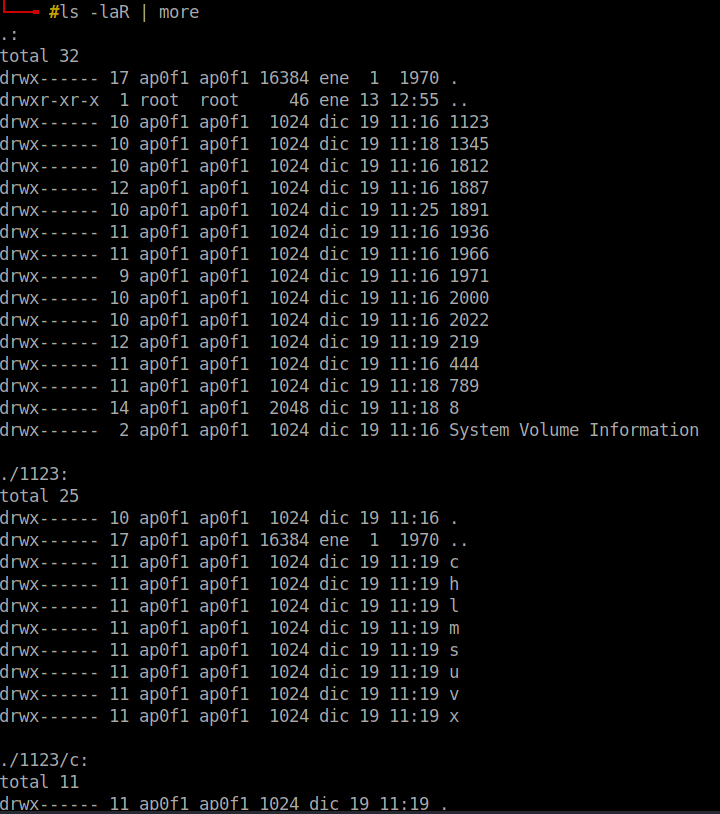 #ls -laR | more
.:
total 32
drwx------ 17 ap0f1 ap0f1 16384 ene  1  1970 .
drwxr-xr-x  1 root  root     46 ene 13 12:55 ..
drwx------ 10 ap0f1 ap0f1  1024 dic 19 11:16 1123
drwx------ 10 ap0f1 ap0f1  1024 dic 19 11:18 1345
drwx------ 10 ap0f1 ap0f1  1024 dic 19 11:16 1812
drwx------ 12 ap0f1 ap0f1  1024 dic 19 11:16 1887
drwx------ 10 ap0f1 ap0f1  1024 dic 19 11:25 1891
drwx------ 11 ap0f1 ap0f1  1024 dic 19 11:16 1936
drwx------ 11 ap0f1 ap0f1  1024 dic 19 11:16 1966
drwx------  9 ap0f1 ap0f1  1024 dic 19 11:16 1971
drwx------ 10 ap0f1 ap0f1  1024 dic 19 11:16 2000
drwx------ 10 ap0f1 ap0f1  1024 dic 19 11:16 2022
drwx------ 12 ap0f1 ap0f1  1024 dic 19 11:19 219
drwx------ 11 ap0f1 ap0f1  1024 dic 19 11:16 444
drwx------ 11 ap0f1 ap0f1  1024 dic 19 11:18 789
drwx------ 14 ap0f1 ap0f1  2048 dic 19 11:18 8
drwx------  2 ap0f1 ap0f1  1024 dic 19 11:16 System Volume Information
./1123:
total 25
drwx------ 10 ap0f1 ap0f1  1024 dic 19 11:16 .
drwx------ 17 ap0f1 ap0f1 16384 ene  1  1970 ..
drwx------ 11 ap0f1 ap0f1  1024 dic 19 11:19 c
drwx------ 11 ap0f1 ap0f1  1024 dic 19 11:19 h
drwx------ 11 ap0f1 ap0f1  1024 dic 19 11:19 l
drwx------ 11 ap0f1 ap0f1  1024 dic 19 11:19 m
drwx------ 11 ap0f1 ap0f1  1024 dic 19 11:19 s
drwx------ 11 ap0f1 ap0f1  1024 dic 19 11:19 u
drwx------ 11 ap0f1 ap0f1  1024 dic 19 11:19 v
drwx------ 11 ap0f1 ap0f1  1024 dic 19 11:19 x
./1123/c:
total 11
drwx------ 11 ap0f1 ap0f1 1024 dic 19 11:19 .